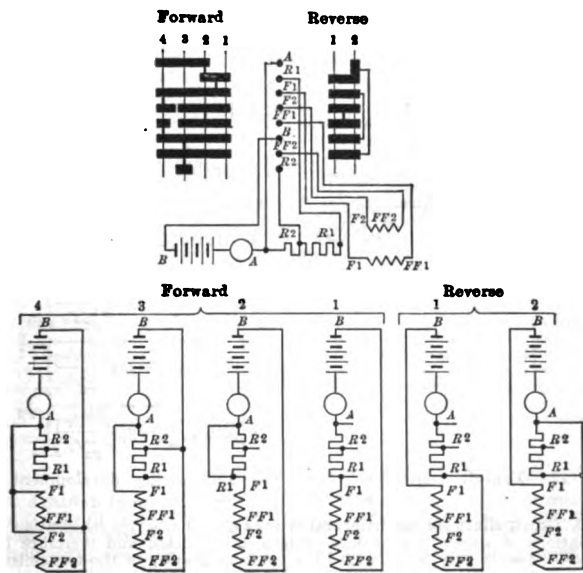 Forward Reverse
4 3 2 1 1 2
A
R1
F1
F2
FF1
B
FF2
R2
F2 FF2
R2 R1
B A
F1 FF1
Forward Reverse
4 3 2 1 1 2
B B B B B B
A A A A A A
R2 R2 R2 R2 R2 R2
R1 R1 R1 R1 R1 R1
F1 F1 F1 F1 F1 F1
FF1 FF1 FF1 FF1 FF1 FF1
F2 F2 F2 F2 F2 F2
FF2 FF2 FF2 FF2 FF2 FF2